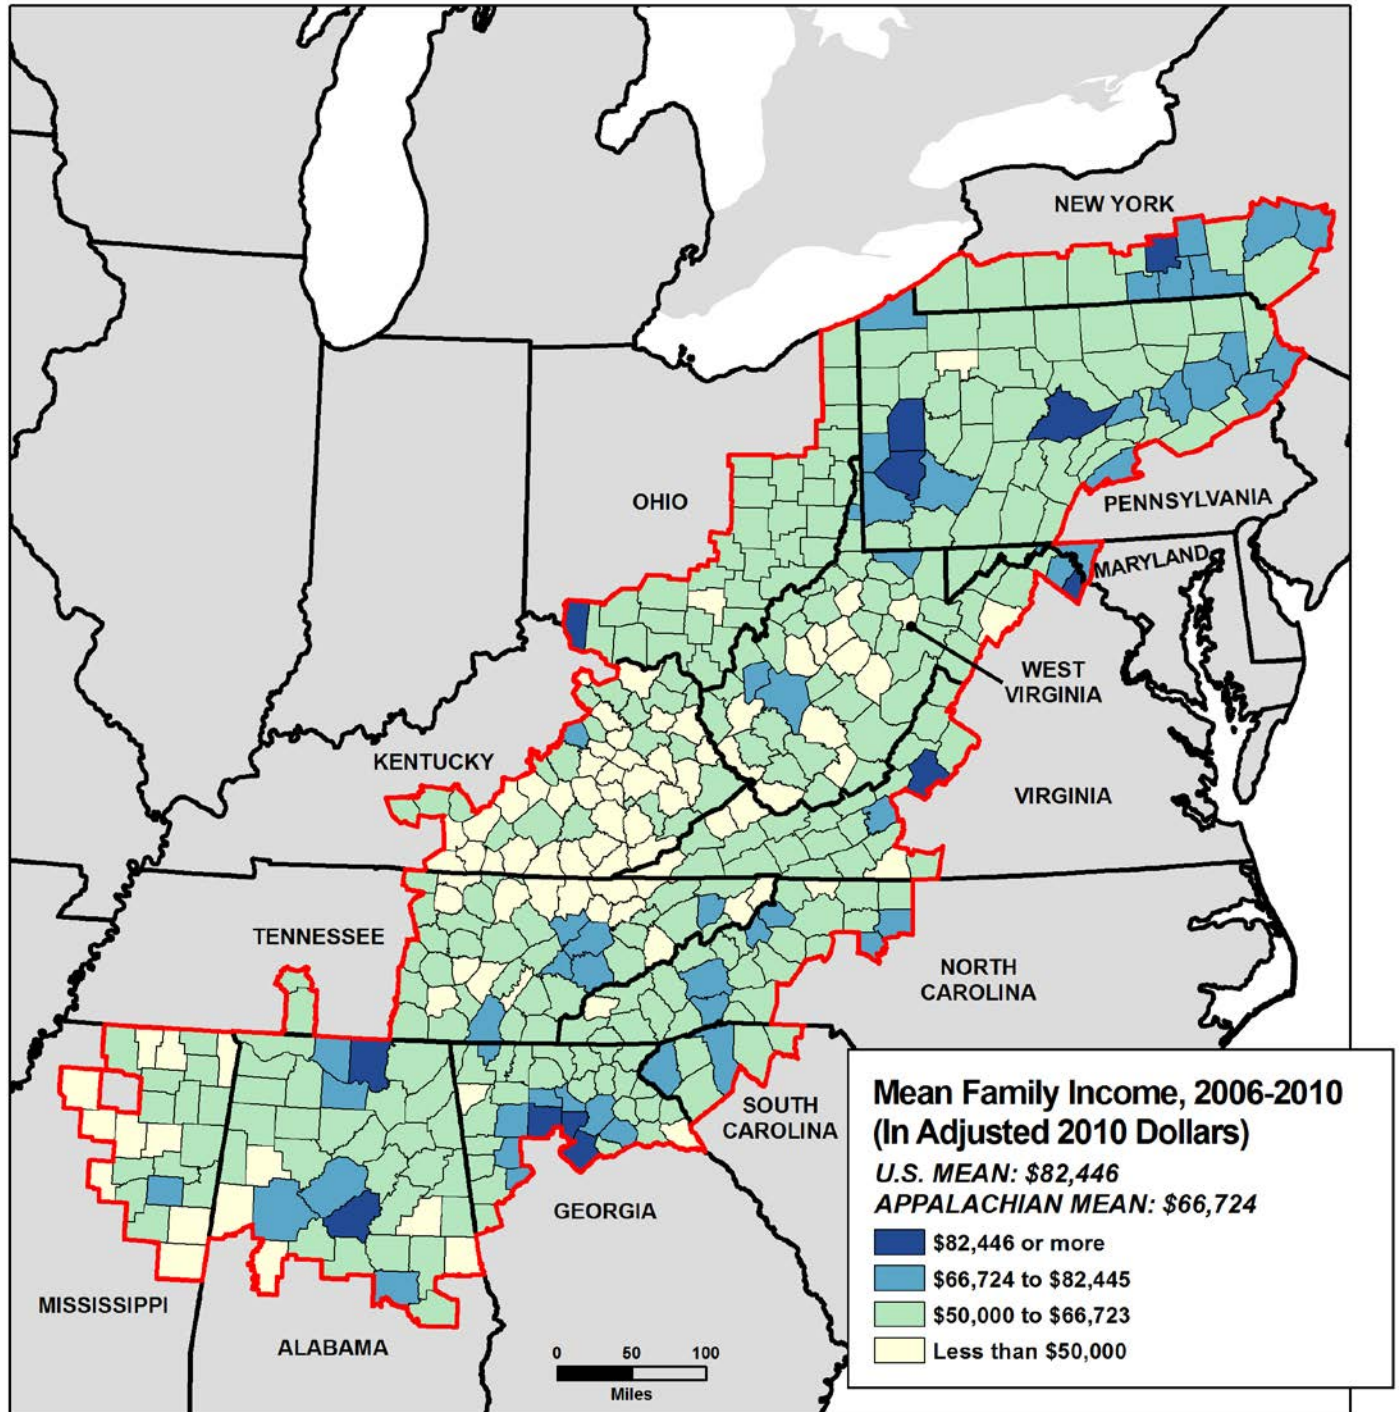 NEW YORK
OHIO
PENNSYLVANIA
MARYLAND
WEST
VIRGINIA
KENTUCKY
VIRGINIA
TENNESSEE
NORTH
CAROLINA
SOUTH
CAROLINA
GEORGIA
MISSISSIPPI
ALABAMA
0 50 100
Miles
Mean Family Income, 2006-2010
(In Adjusted 2010 Dollars)
U.S. MEAN: $82,446
APPALACHIAN MEAN: $66,724
$82,446 or more
$66,724 to $82,445
$50,000 to $66,723
Less than $50,000